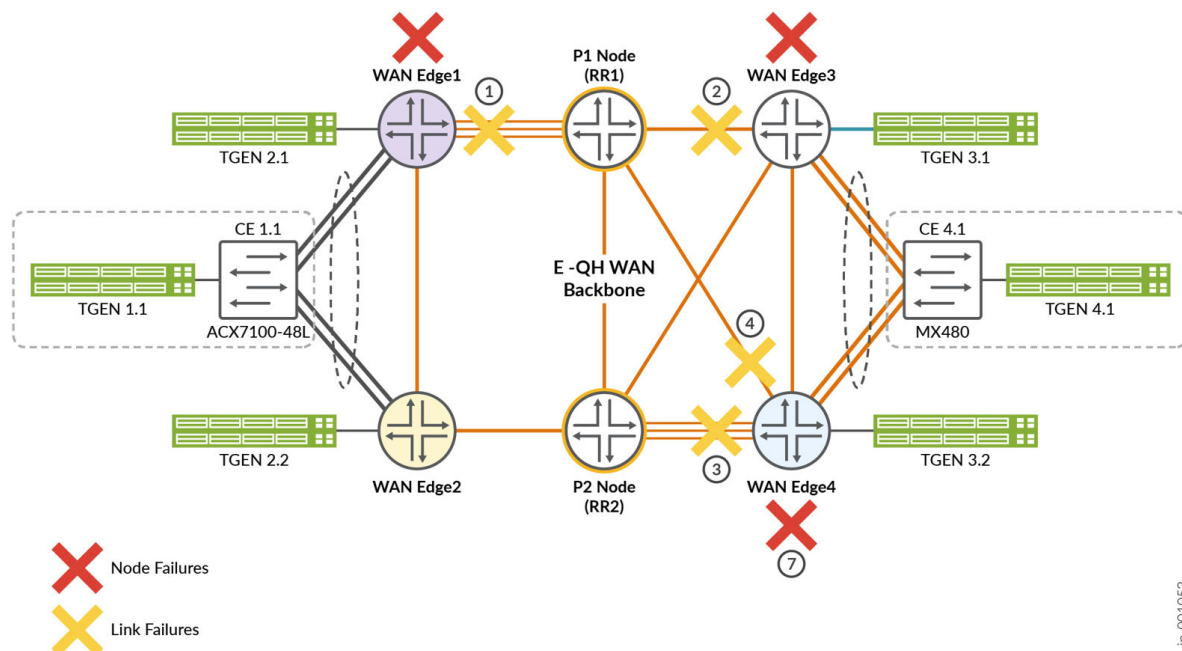 WAN Edge1
P1 Node
(RR1)
WAN Edge3
1
2
TGEN 2.1
TGEN 3.1
CE 1.1
CE 4.1
E -QH WAN
Backbone
TGEN 1.1
ACX7100-48L
MX480
TGEN 4.1
4
TGEN 2.2
TGEN 3.2
3
WAN Edge2
P2 Node
(RR2)
WAN Edge4
7
Node Failures
Link Failures